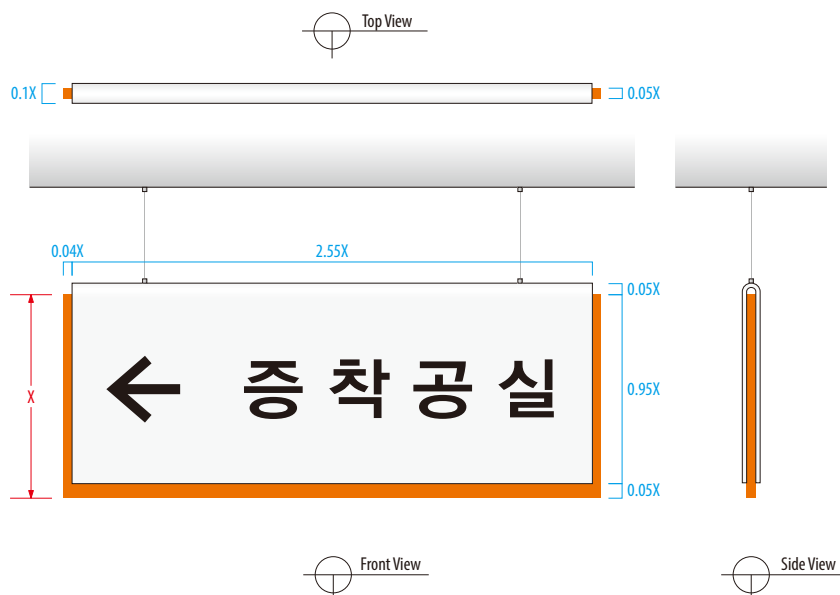 Top View
0.1X
0.05X
0.04X
2.55X
0.05X
X
← 증착공실
0.95X
0.05X
Front View
Side View